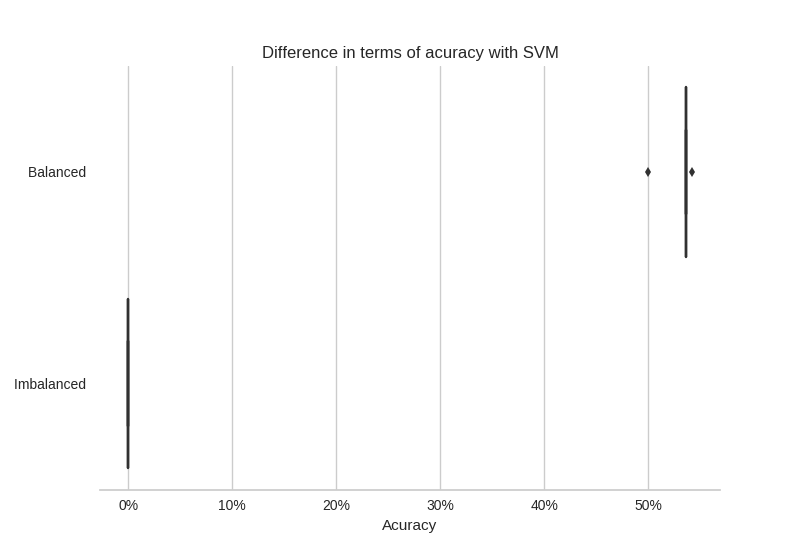 Difference in terms of acuracy with SVM
Balanced
Imbalanced
0% 10% 20% 30% 40% 50%
Acuracy